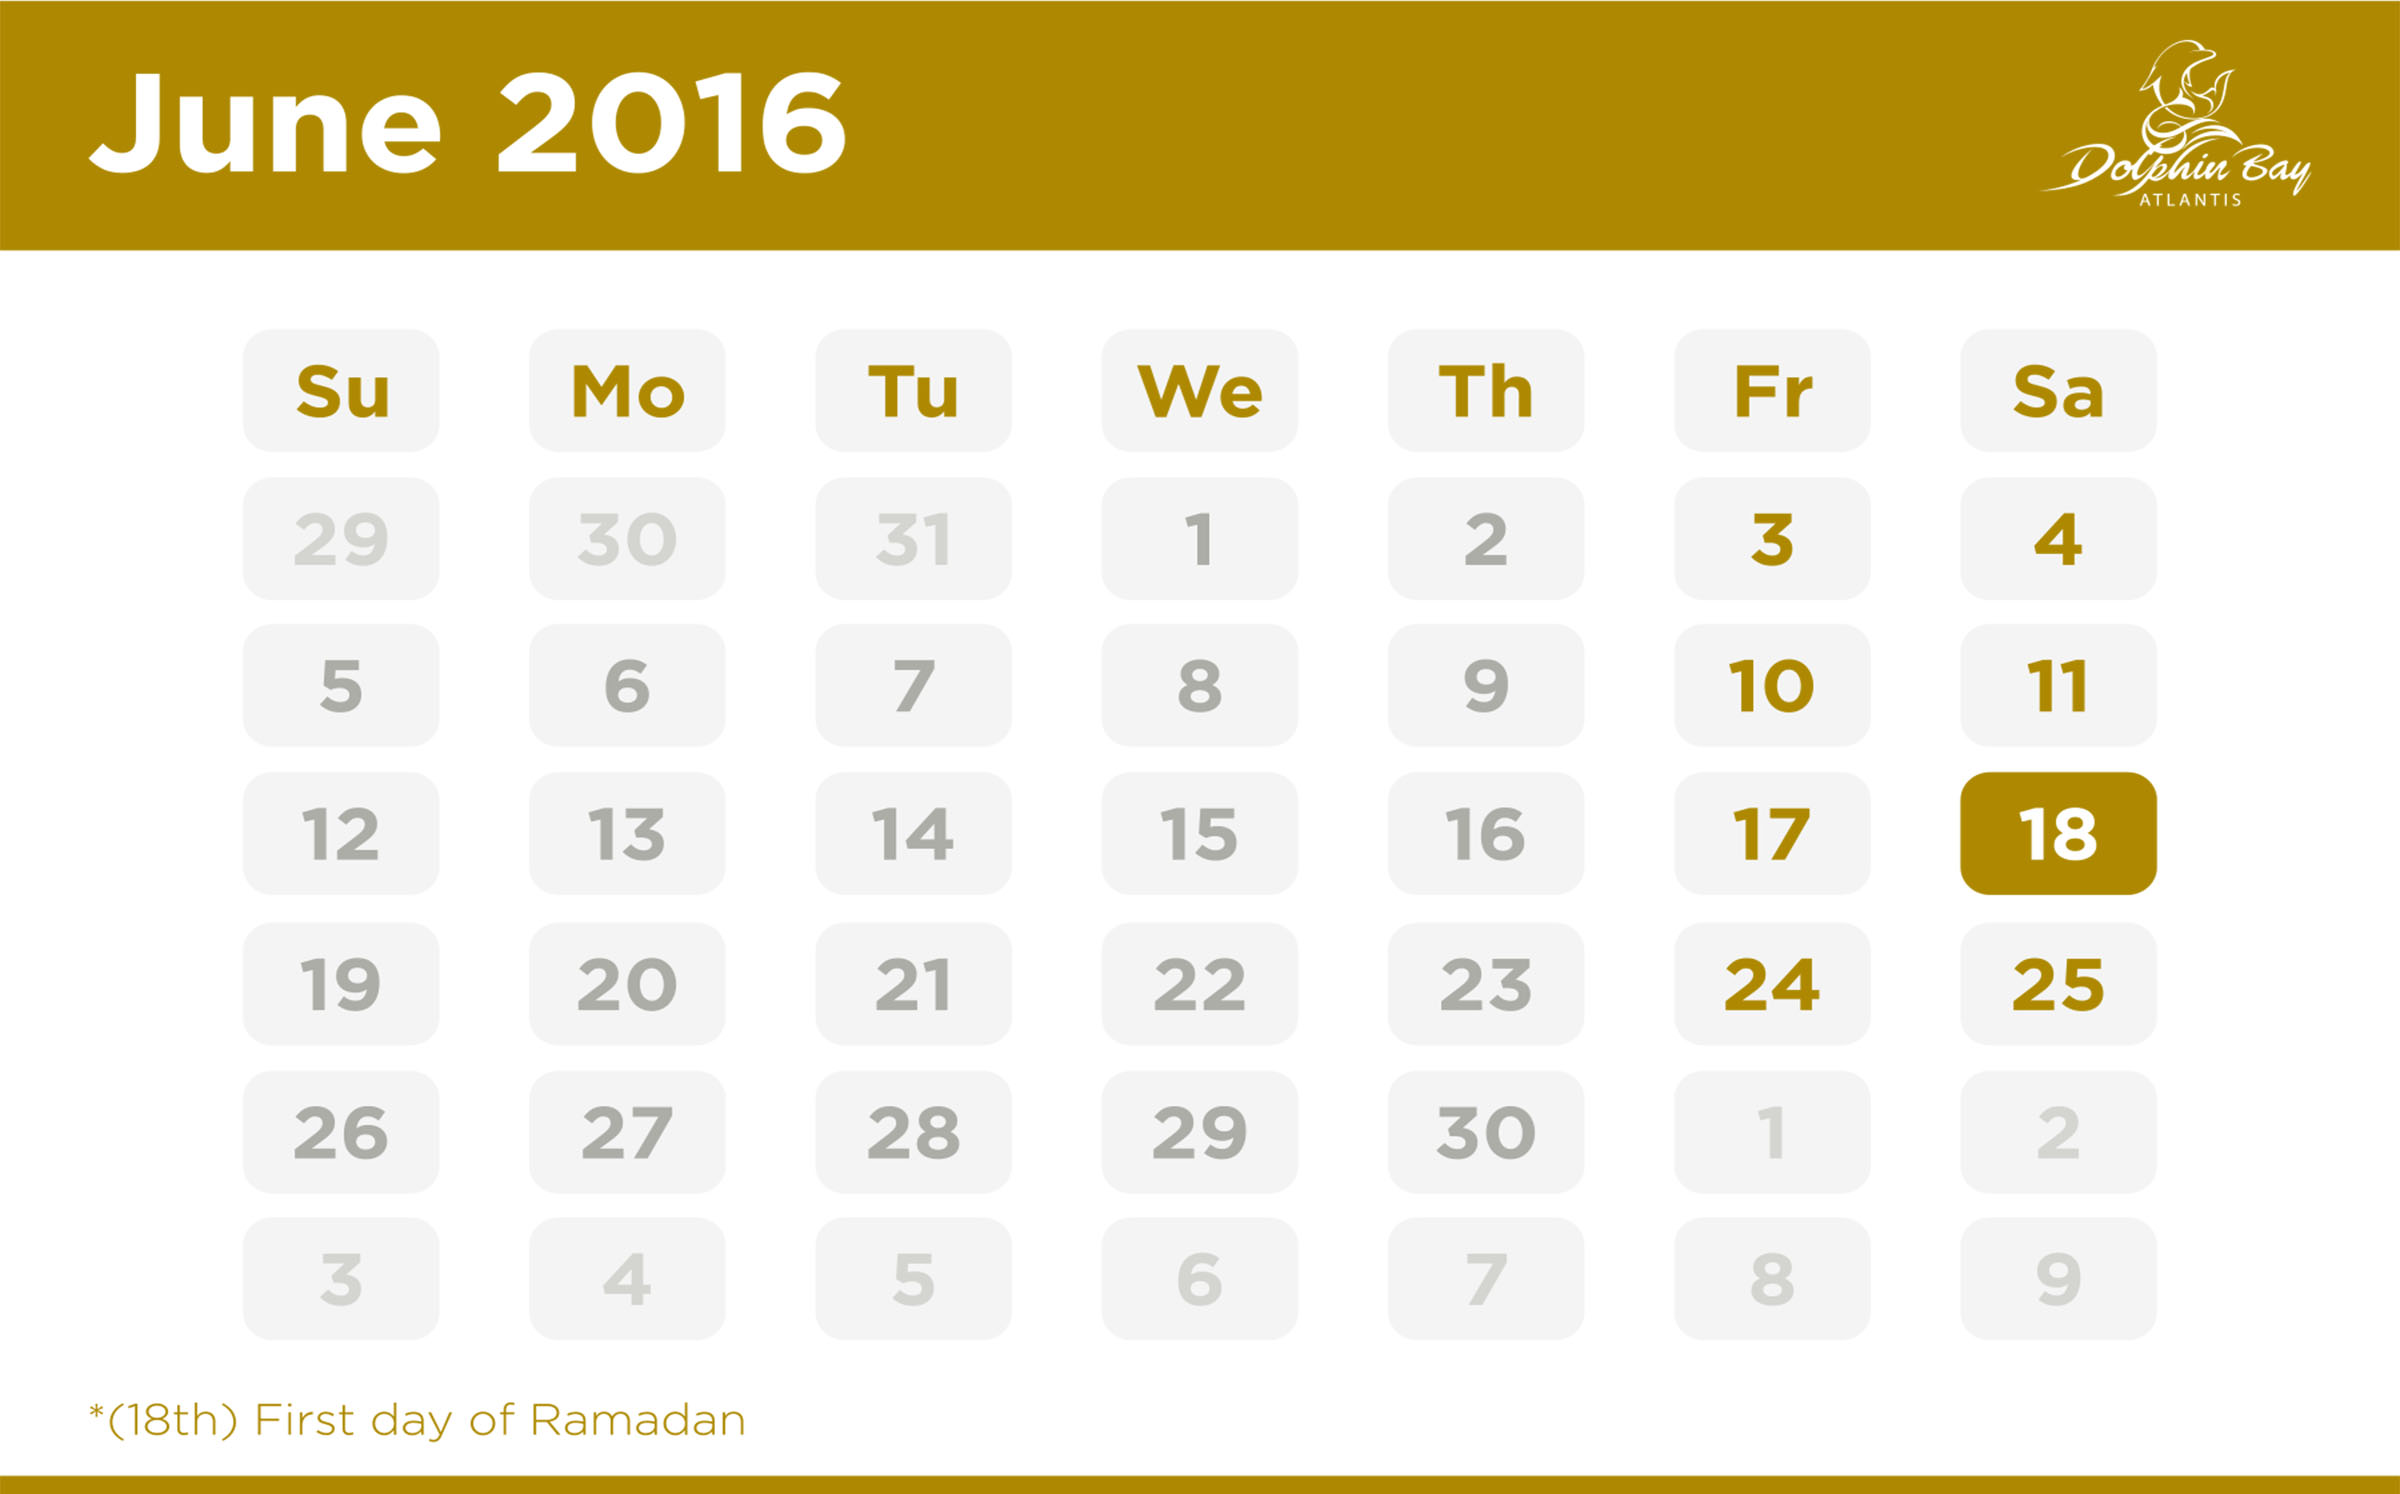 June 2016
Dolphin Bay
ATLANTIS
Su Mo Tu We Th Fr Sa
29 30 31 1 2 3 4
5 6 7 8 9 10 11
12 13 14 15 16 17 18
19 20 21 22 23 24 25
26 27 28 29 30 1 2
3 4 5 6 7 8 9
*(18th) First day of Ramadan